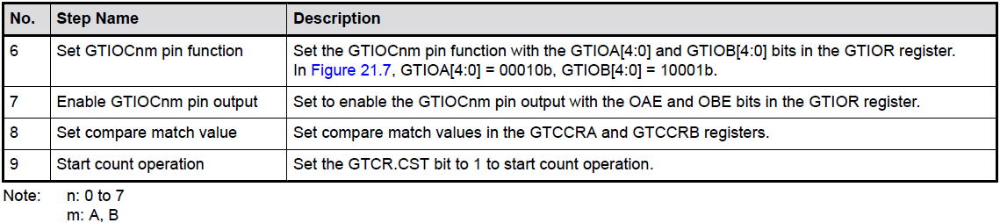 No. Step Name Description
6 Set GTIOCnm pin function Set the GTIOCnm pin function with the GTIOA[4:0] and GTIOB[4:0] bits in the GTIOR register.
In Figure 21.7, GTIOA[4:0] = 00010b, GTIOB[4:0] = 10001b.
7 Enable GTIOCnm pin output Set to enable the GTIOCnm pin output with the OAE and OBE bits in the GTIOR register.
8 Set compare match value Set compare match values in the GTCCRA and GTCCRB registers.
9 Start count operation Set the GTCR.CST bit to 1 to start count operation.
Note: n: 0 to 7
m: A, B